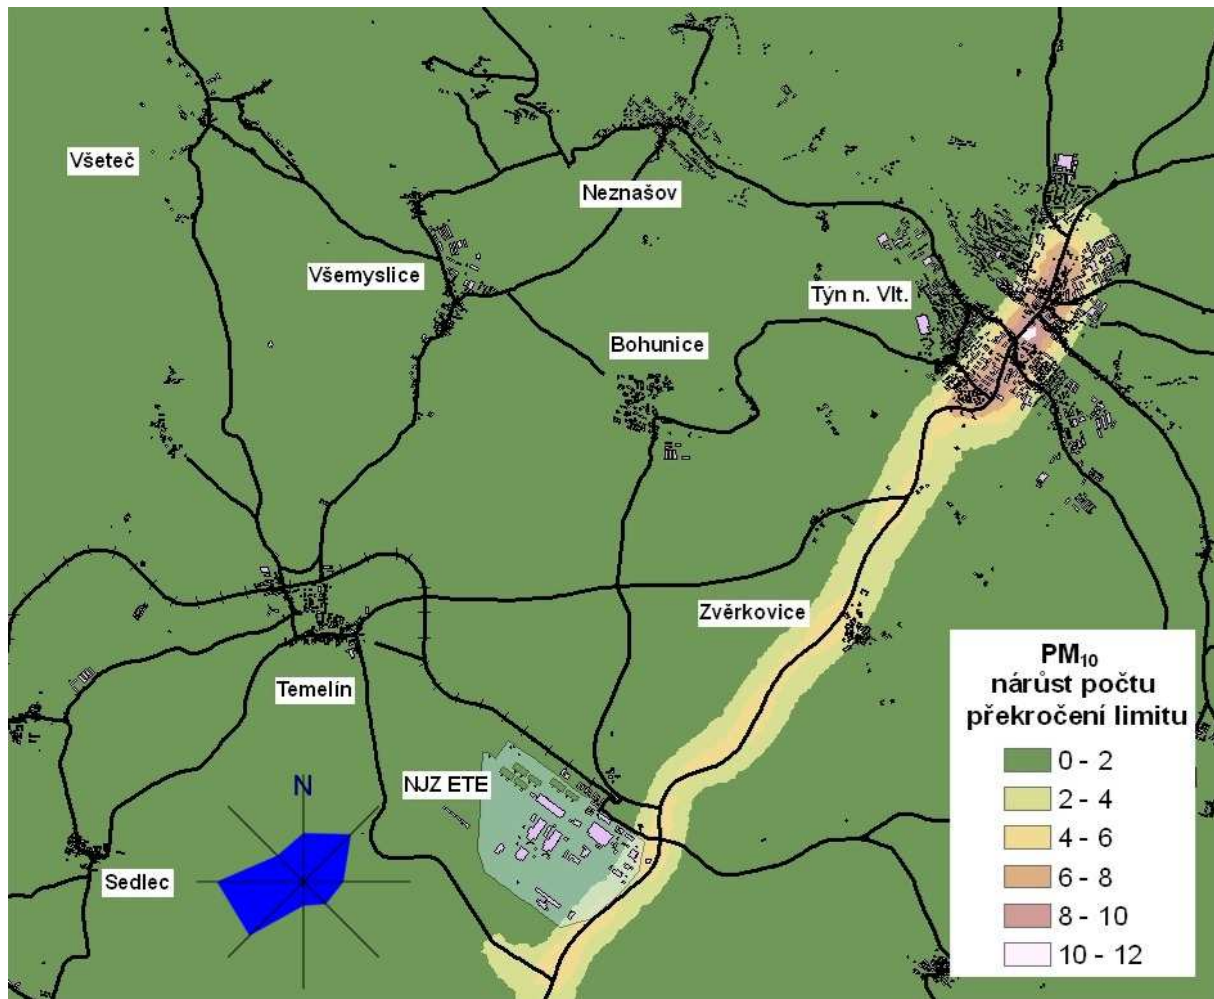 Všeteč
Neznašov
Všemyslice
Týn n. Vlt.
Bohunice
Zvěrkovice
Temelín
NJZ ETE
N
Sedlec
PM10
nárůst počtu
překročení limitu
0 - 2
2 - 4
4 - 6
6 - 8
8 - 10
10 - 12